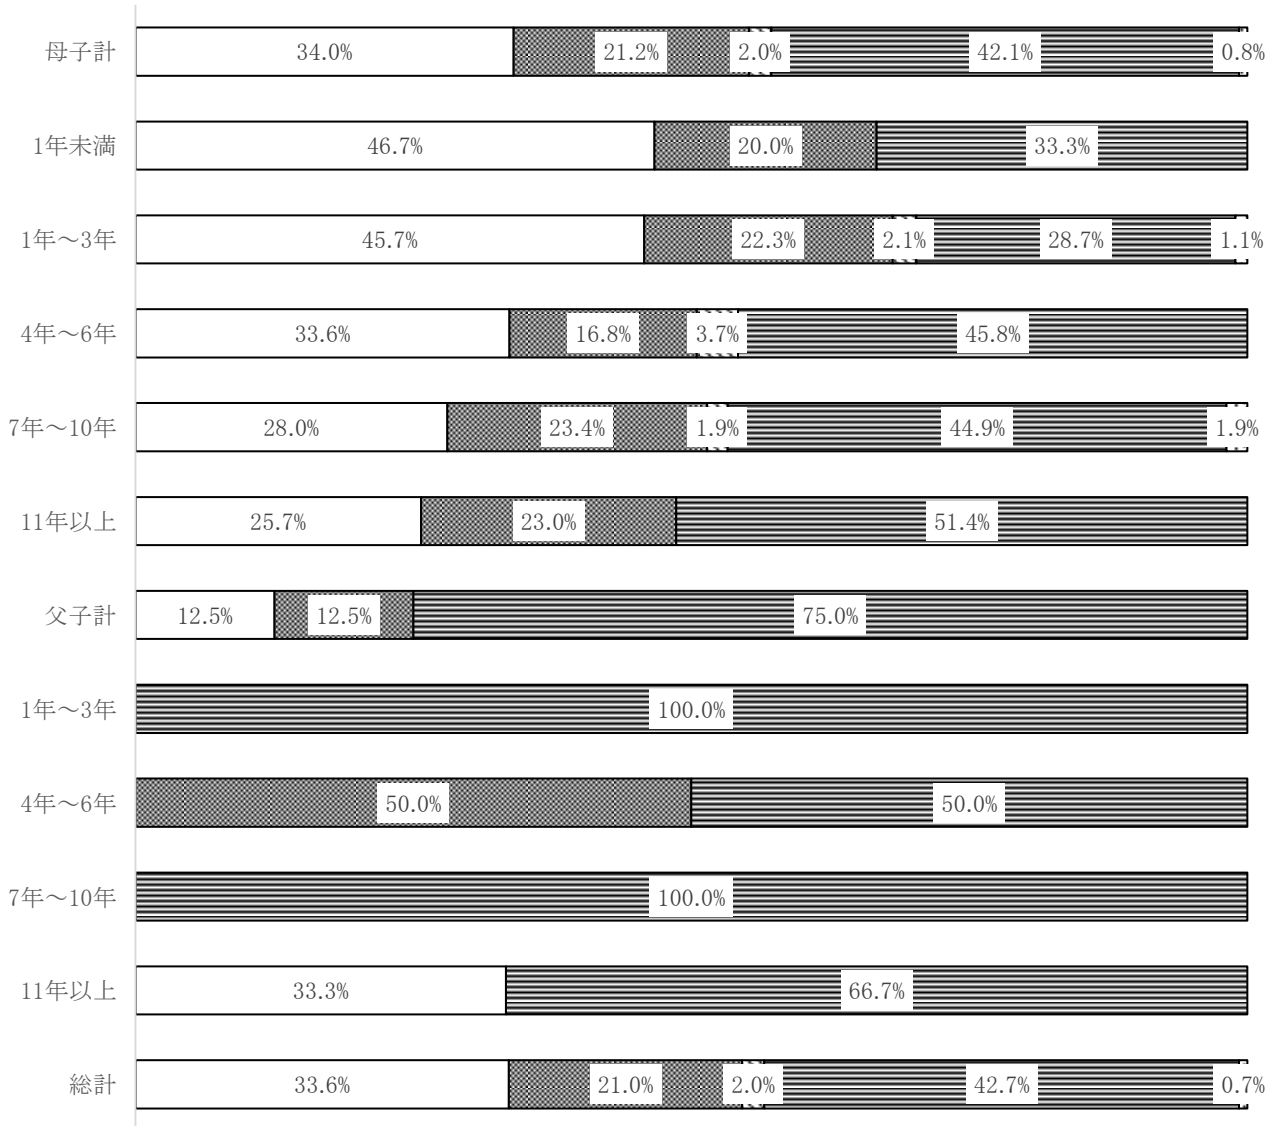 母子計 34.0% 21.2% 2.0% 42.1% 0.8%
1年未満 46.7% 20.0% 33.3%
1年～3年 45.7% 22.3% 2.1% 28.7% 1.1%
4年～6年 33.6% 16.8% 3.7% 45.8%
7年～10年 28.0% 23.4% 1.9% 44.9% 1.9%
11年以上 25.7% 23.0% 51.4%
父子計 12.5% 12.5% 75.0%
1年～3年 100.0%
4年～6年 50.0% 50.0%
7年～10年 100.0%
11年以上 33.3% 66.7%
総計 33.6% 21.0% 2.0% 42.7% 0.7%